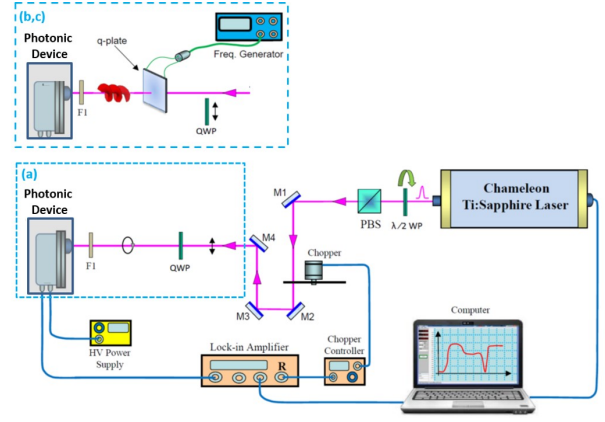 (b,c)
Photonic
Device
q-plate
Freq. Generator
F1
QWP
(a)
Photonic
Device
F1
QWP
M4
M1
PBS
λ/2 WP
Chameleon
Ti:Sapphire Laser
Chopper
M3
M2
HV Power
Supply
Lock-in Amplifier
R
Chopper
Controller
Computer